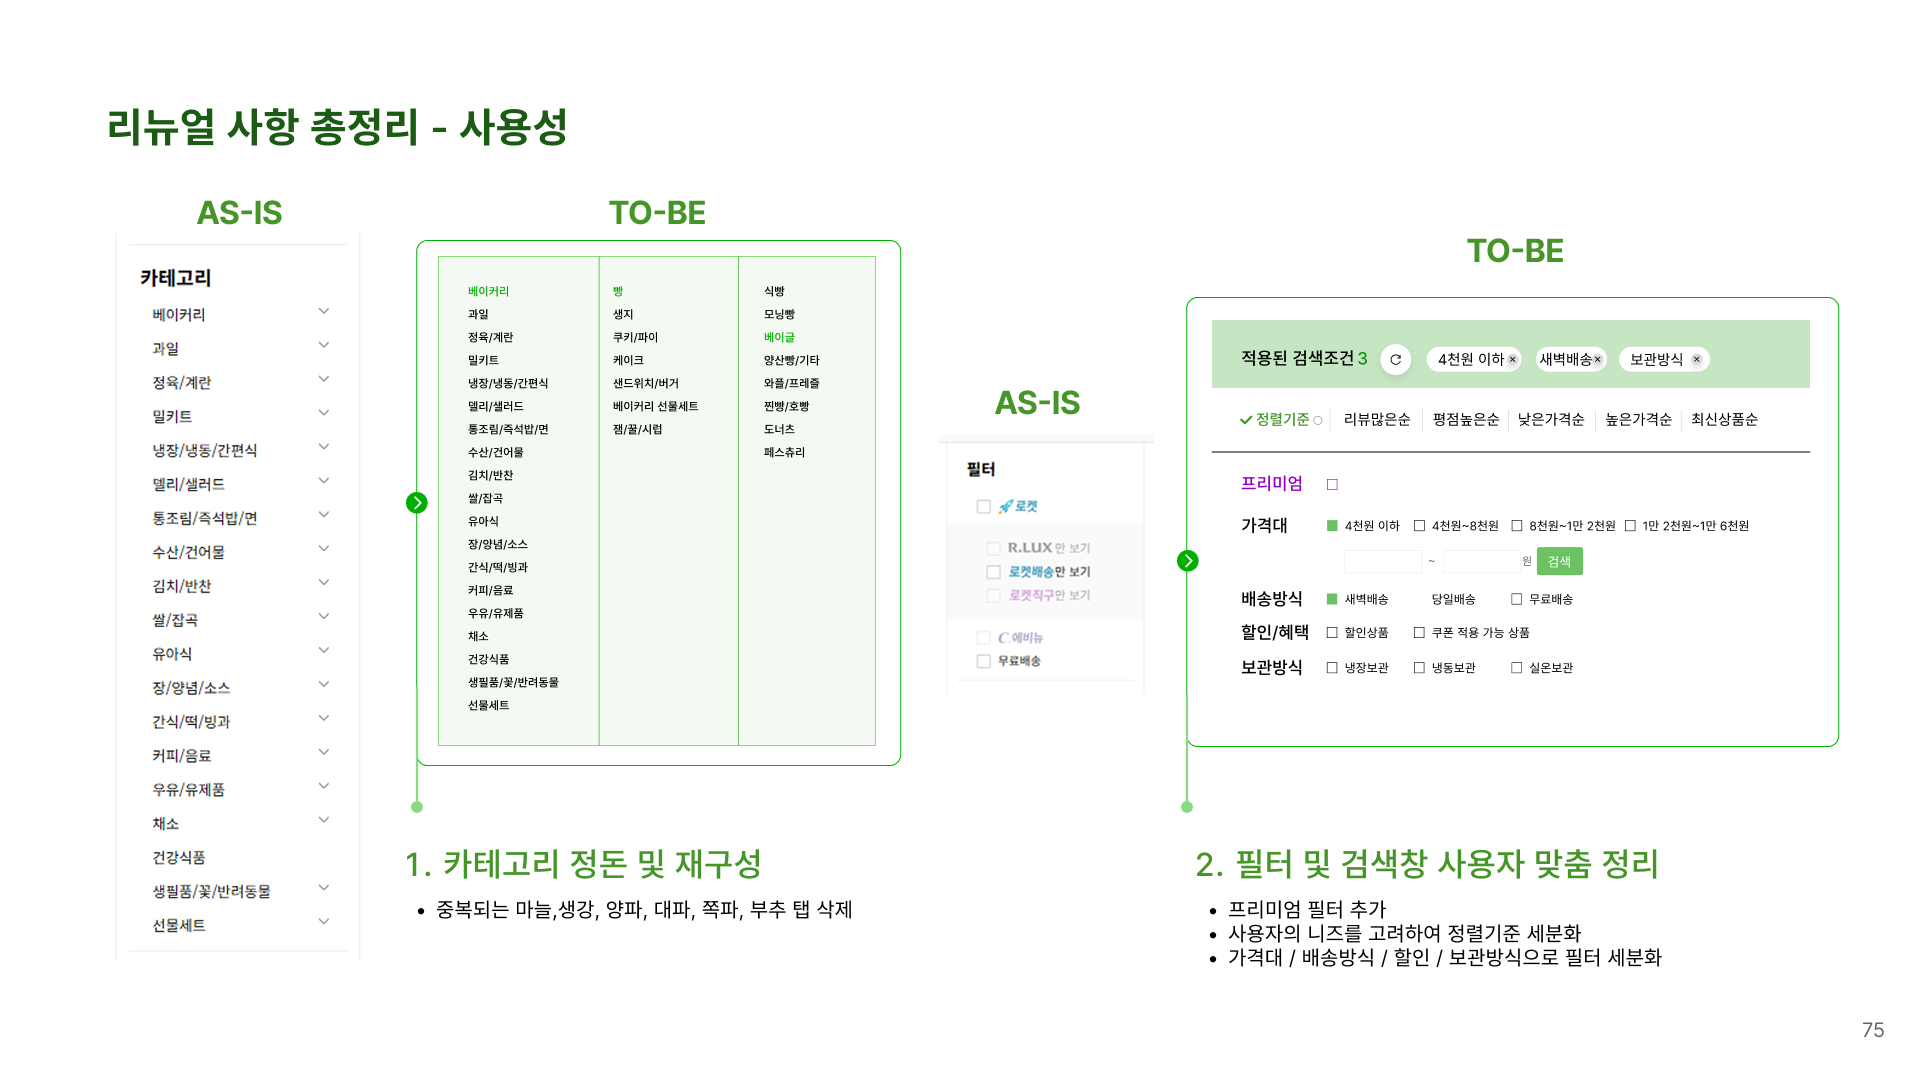 리뉴얼 사항 총정리 - 사용성
AS-IS
카테고리
베이커리
과일
정육/계란
밀키트
냉장/냉동/간편식
델리/샐러드
통조림/즉석밥/면
수산/건어물
김치/반찬
쌀/잡곡
유아식
장/양념/소스
간식/떡/빙과
커피/음료
우유/유제품
채소
건강식품
생필품/꽃/반려동물
선물세트
TO-BE
베이커리
과일
정육/계란
밀키트
냉장/냉동/간편식
델리/샐러드
통조림/즉석밥/면
수산/건어물
김치/반찬
쌀/잡곡
유아식
장/양념/소스
간식/떡/빙과
커피/음료
우유/유제품
채소
건강식품
생필품/꽃/반려동물
선물세트
빵
생지
쿠키/파이
케이크
샌드위치/버거
베이커리 선물세트
잼/꿀/시럽
식빵
모닝빵
베이글
양산빵/기타
와플/프레즐
찐빵/호빵
도너츠
페스츄리
1. 카테고리 정돈 및 재구성
• 중복되는 마늘,생강, 양파, 대파, 쪽파, 부추 탭 삭제
AS-IS
필터
로켓
R.LUX 만 보기
로켓배송만 보기
로켓직구만 보기
C.에비뉴
무료배송
TO-BE
적용된 검색조건 3 4천원 이하 × 새벽배송 × 보관방식 ×
정렬기준 리뷰많은순 평점높은순 낮은가격순 높은가격순 최신상품순
프리미엄
가격대 4천원 이하 4천원~8천원 8천원~1만 2천원 1만 2천원~1만 6천원
~ 원 검색
배송방식 새벽배송 당일배송 무료배송
할인/혜택 할인상품 쿠폰 적용 가능 상품
보관방식 냉장보관 냉동보관 실온보관
2. 필터 및 검색창 사용자 맞춤 정리
• 프리미엄 필터 추가
• 사용자의 니즈를 고려하여 정렬기준 세분화
• 가격대 / 배송방식 / 할인 / 보관방식으로 필터 세분화
75